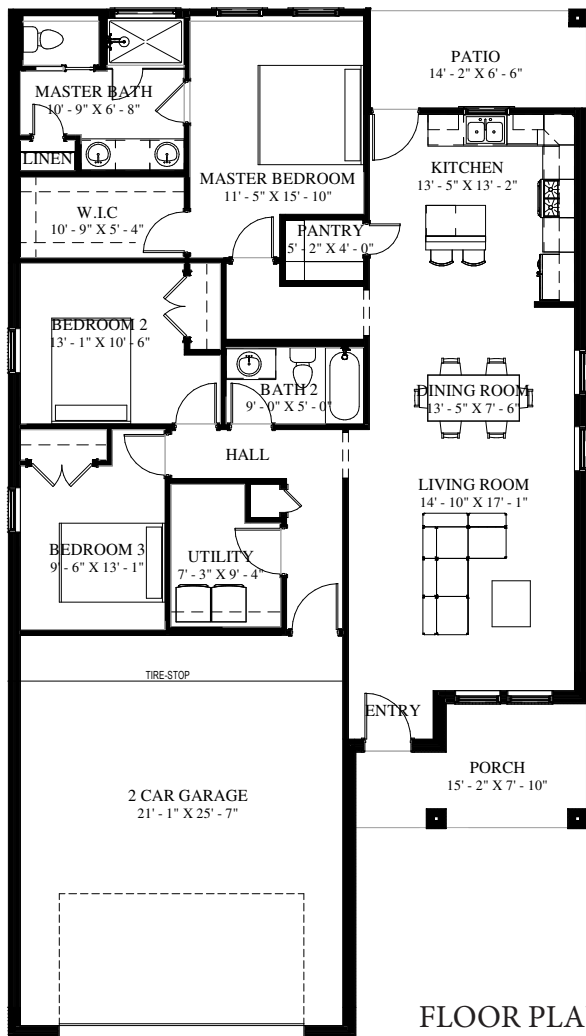 PATIO
14' - 2" X 6' - 6"
MASTER BATH
10' - 9" X 6' - 8"
LINEN
KITCHEN
13' - 5" X 13' - 2"
MASTER BEDROOM
11' - 5" X 15' - 10"
W.I.C
10' - 9" X 5' - 4"
PANTRY
5' - 2" X 4' - 0"
BEDROOM 2
13' - 1" X 10' - 6"
BATH 2
9' - 0" X 5' - 0"
DINING ROOM
13' - 5" X 7' - 6"
HALL
LIVING ROOM
14' - 10" X 17' - 1"
BEDROOM 3
9' - 6" X 13' - 1"
UTILITY
7' - 3" X 9' - 4"
TIRE-STOP
ENTRY
PORCH
15' - 2" X 7' - 10"
2 CAR GARAGE
21' - 1" X 25' - 7"
FLOOR PLA